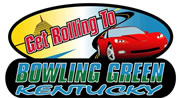 Get Rolling To
BOWLING GREEN
KENTUCKY